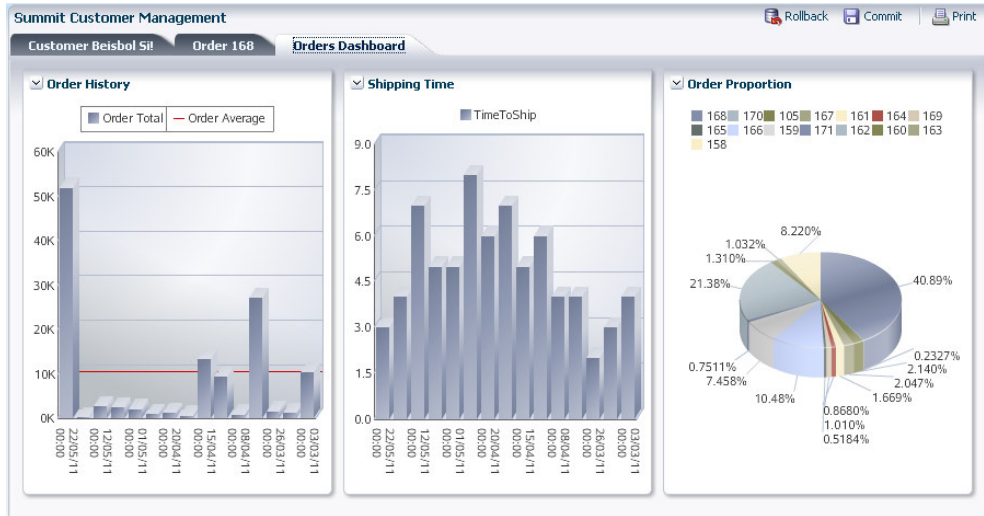 Summit Customer Management
Rollback Commit Print
Customer Beisbol Si! Order 168 Orders Dashboard
Order History
Order Total Order Average
60K
50K
40K
30K
20K
10K
0K
22/05/11 00:00
12/05/11 00:00
01/05/11 00:00
20/04/11 00:00
15/04/11 00:00
08/04/11 00:00
26/03/11 00:00
03/03/11 00:00
Shipping Time
TimeToShip
9.0
7.5
6.0
4.5
3.0
1.5
0.0
22/05/11 00:00
12/05/11 00:00
01/05/11 00:00
20/04/11 00:00
15/04/11 00:00
08/04/11 00:00
26/03/11 00:00
03/03/11 00:00
Order Proportion
168 170 105 167 161 164 169
165 166 159 171 162 160 163
158
8.220%
1.032%
1.310%
21.38%
40.89%
0.7511%
7.458%
10.48%
0.2327%
2.140%
2.047%
1.669%
0.8680%
1.010%
0.5184%